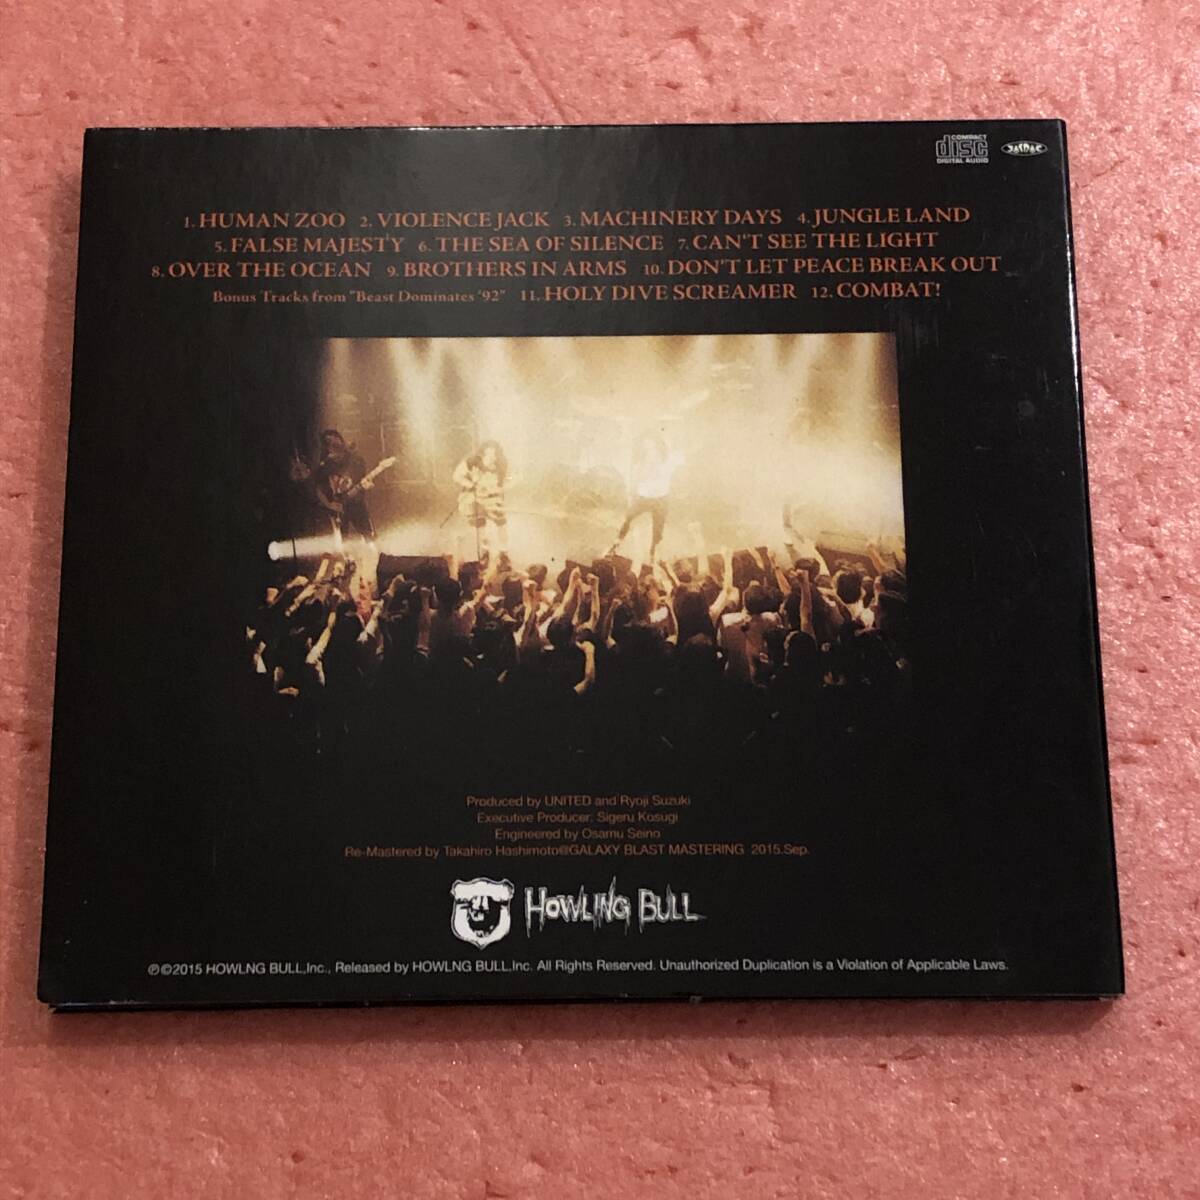 COMPACT
disc
DIGITAL AUDIO
JASRAC
1. HUMAN ZOO 2. VIOLENCE JACK 3. MACHINERY DAYS 4. JUNGLE LAND
5. FALSE MAJESTY 6. THE SEA OF SILENCE 7. CAN'T SEE THE LIGHT
8. OVER THE OCEAN 9. BROTHERS IN ARMS 10. DON'T LET PEACE BREAK OUT
Bonus Tracks from "Beast Dominates '92" 11. HOLY DIVE SCREAMER 12. COMBAT!
Produced by UNITED and Ryoji Suzuki
Executive Producer: Sigeru Kosugi
Engineered by Osamu Seino
Re-Mastered by Takahiro Hashimoto@GALAXY BLAST MASTERING 2015.Sep.
HOWLING BULL
℗©2015 HOWLNG BULL,Inc., Released by HOWLNG BULL,Inc. All Rights Reserved. Unauthorized Duplication is a Violation of Applicable Laws.